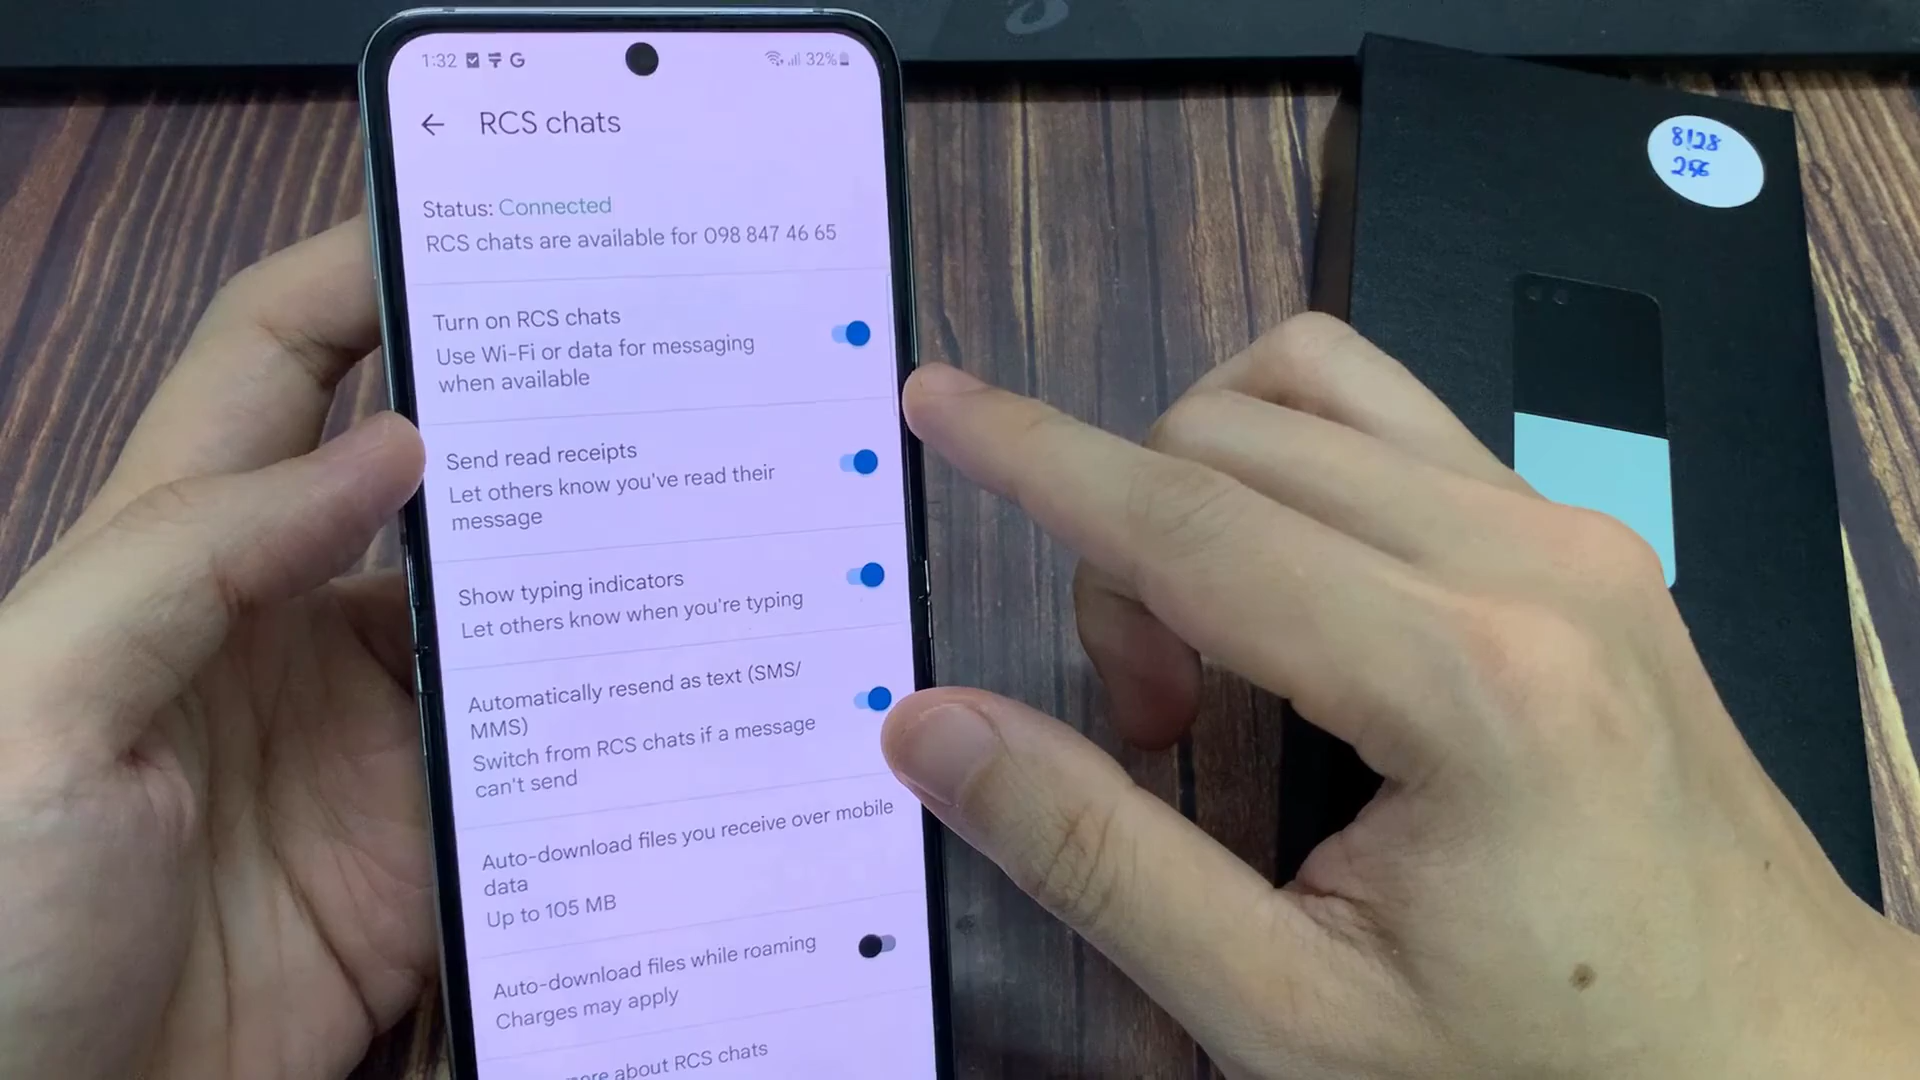 1:32 G 32%
RCS chats
Status: Connected
RCS chats are available for 098 847 46 65
Turn on RCS chats
Use Wi-Fi or data for messaging
when available
Send read receipts
Let others know you've read their
message
Show typing indicators
Let others know when you're typing
Automatically resend as text (SMS/
MMS)
Switch from RCS chats if a message
can't send
Auto-download files you receive over mobile
data
Up to 105 MB
Auto-download files while roaming
Charges may apply
more about RCS chats
8/128
256